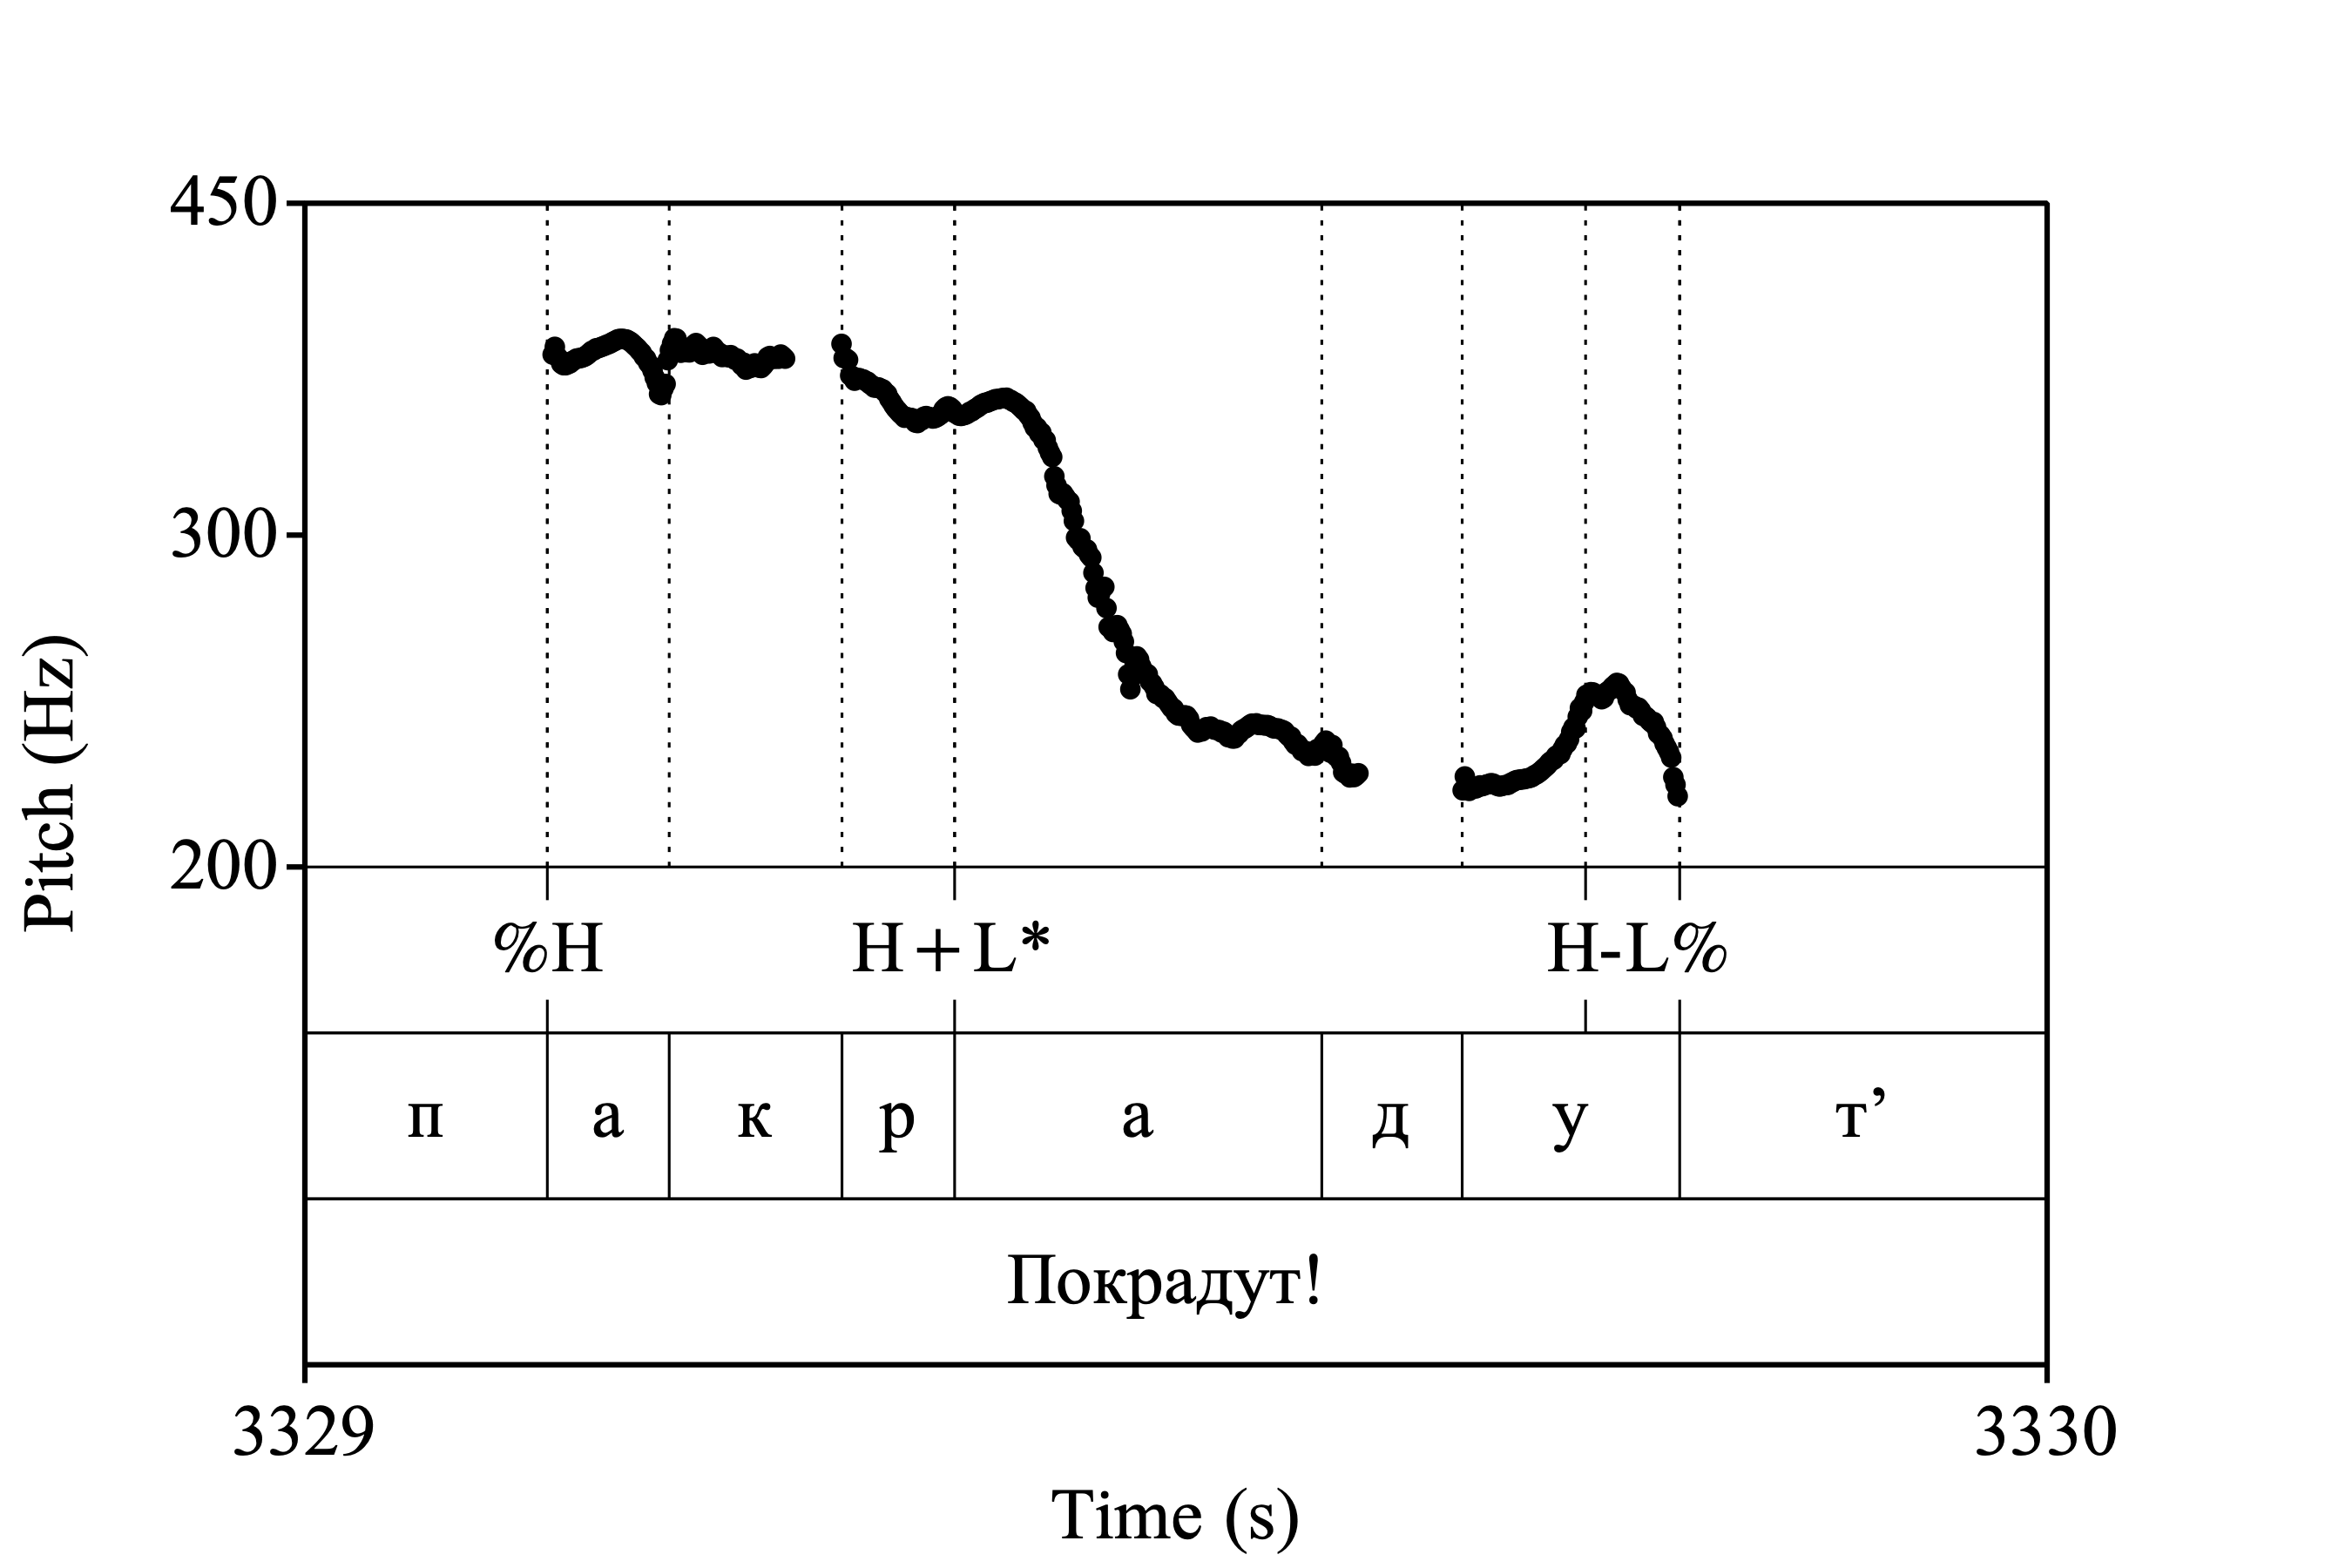 450
300
200
Pitch (Hz)
%H H+L* H-L%
п а к р а д у т’
Покрадут!
3329 3330
Time (s)